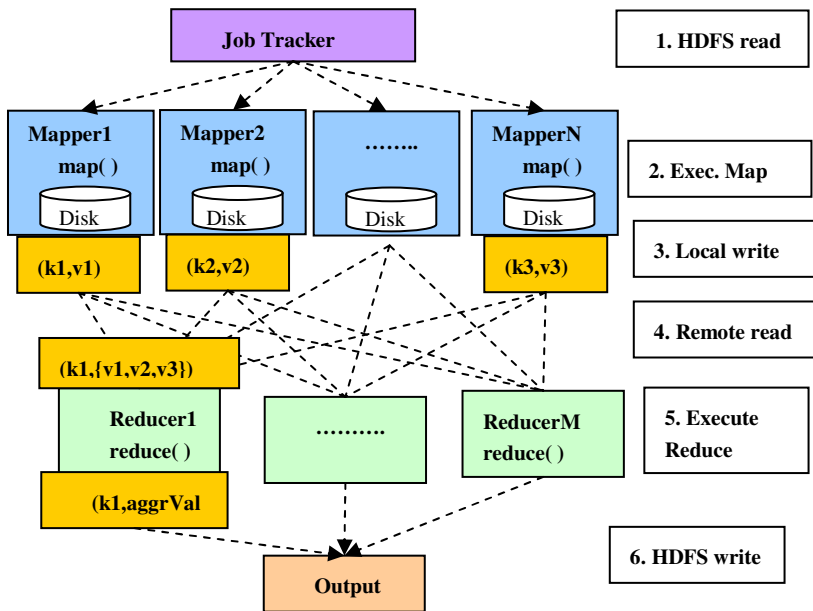 Job Tracker
1. HDFS read
Mapper1
map( )
Disk
Mapper2
map( )
Disk
……..
Disk
MapperN
map( )
Disk
2. Exec. Map
(k1,v1)
(k2,v2)
(k3,v3)
3. Local write
4. Remote read
(k1,{v1,v2,v3})
Reducer1
reduce( )
……….
ReducerM
reduce( )
5. Execute
Reduce
(k1,aggrVal
Output
6. HDFS write